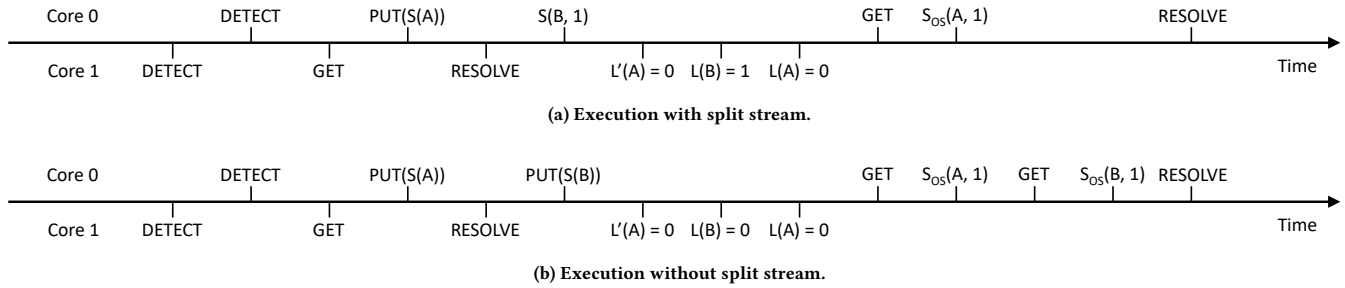 Core 0 DETECT PUT(S(A)) S(B, 1) GET S_OS(A, 1) RESOLVE
Core 1 DETECT GET RESOLVE L’(A) = 0 L(B) = 1 L(A) = 0 Time
(a) Execution with split stream.
Core 0 DETECT PUT(S(A)) PUT(S(B)) GET S_OS(A, 1) GET S_OS(B, 1) RESOLVE
Core 1 DETECT GET RESOLVE L’(A) = 0 L(B) = 0 L(A) = 0 Time
(b) Execution without split stream.